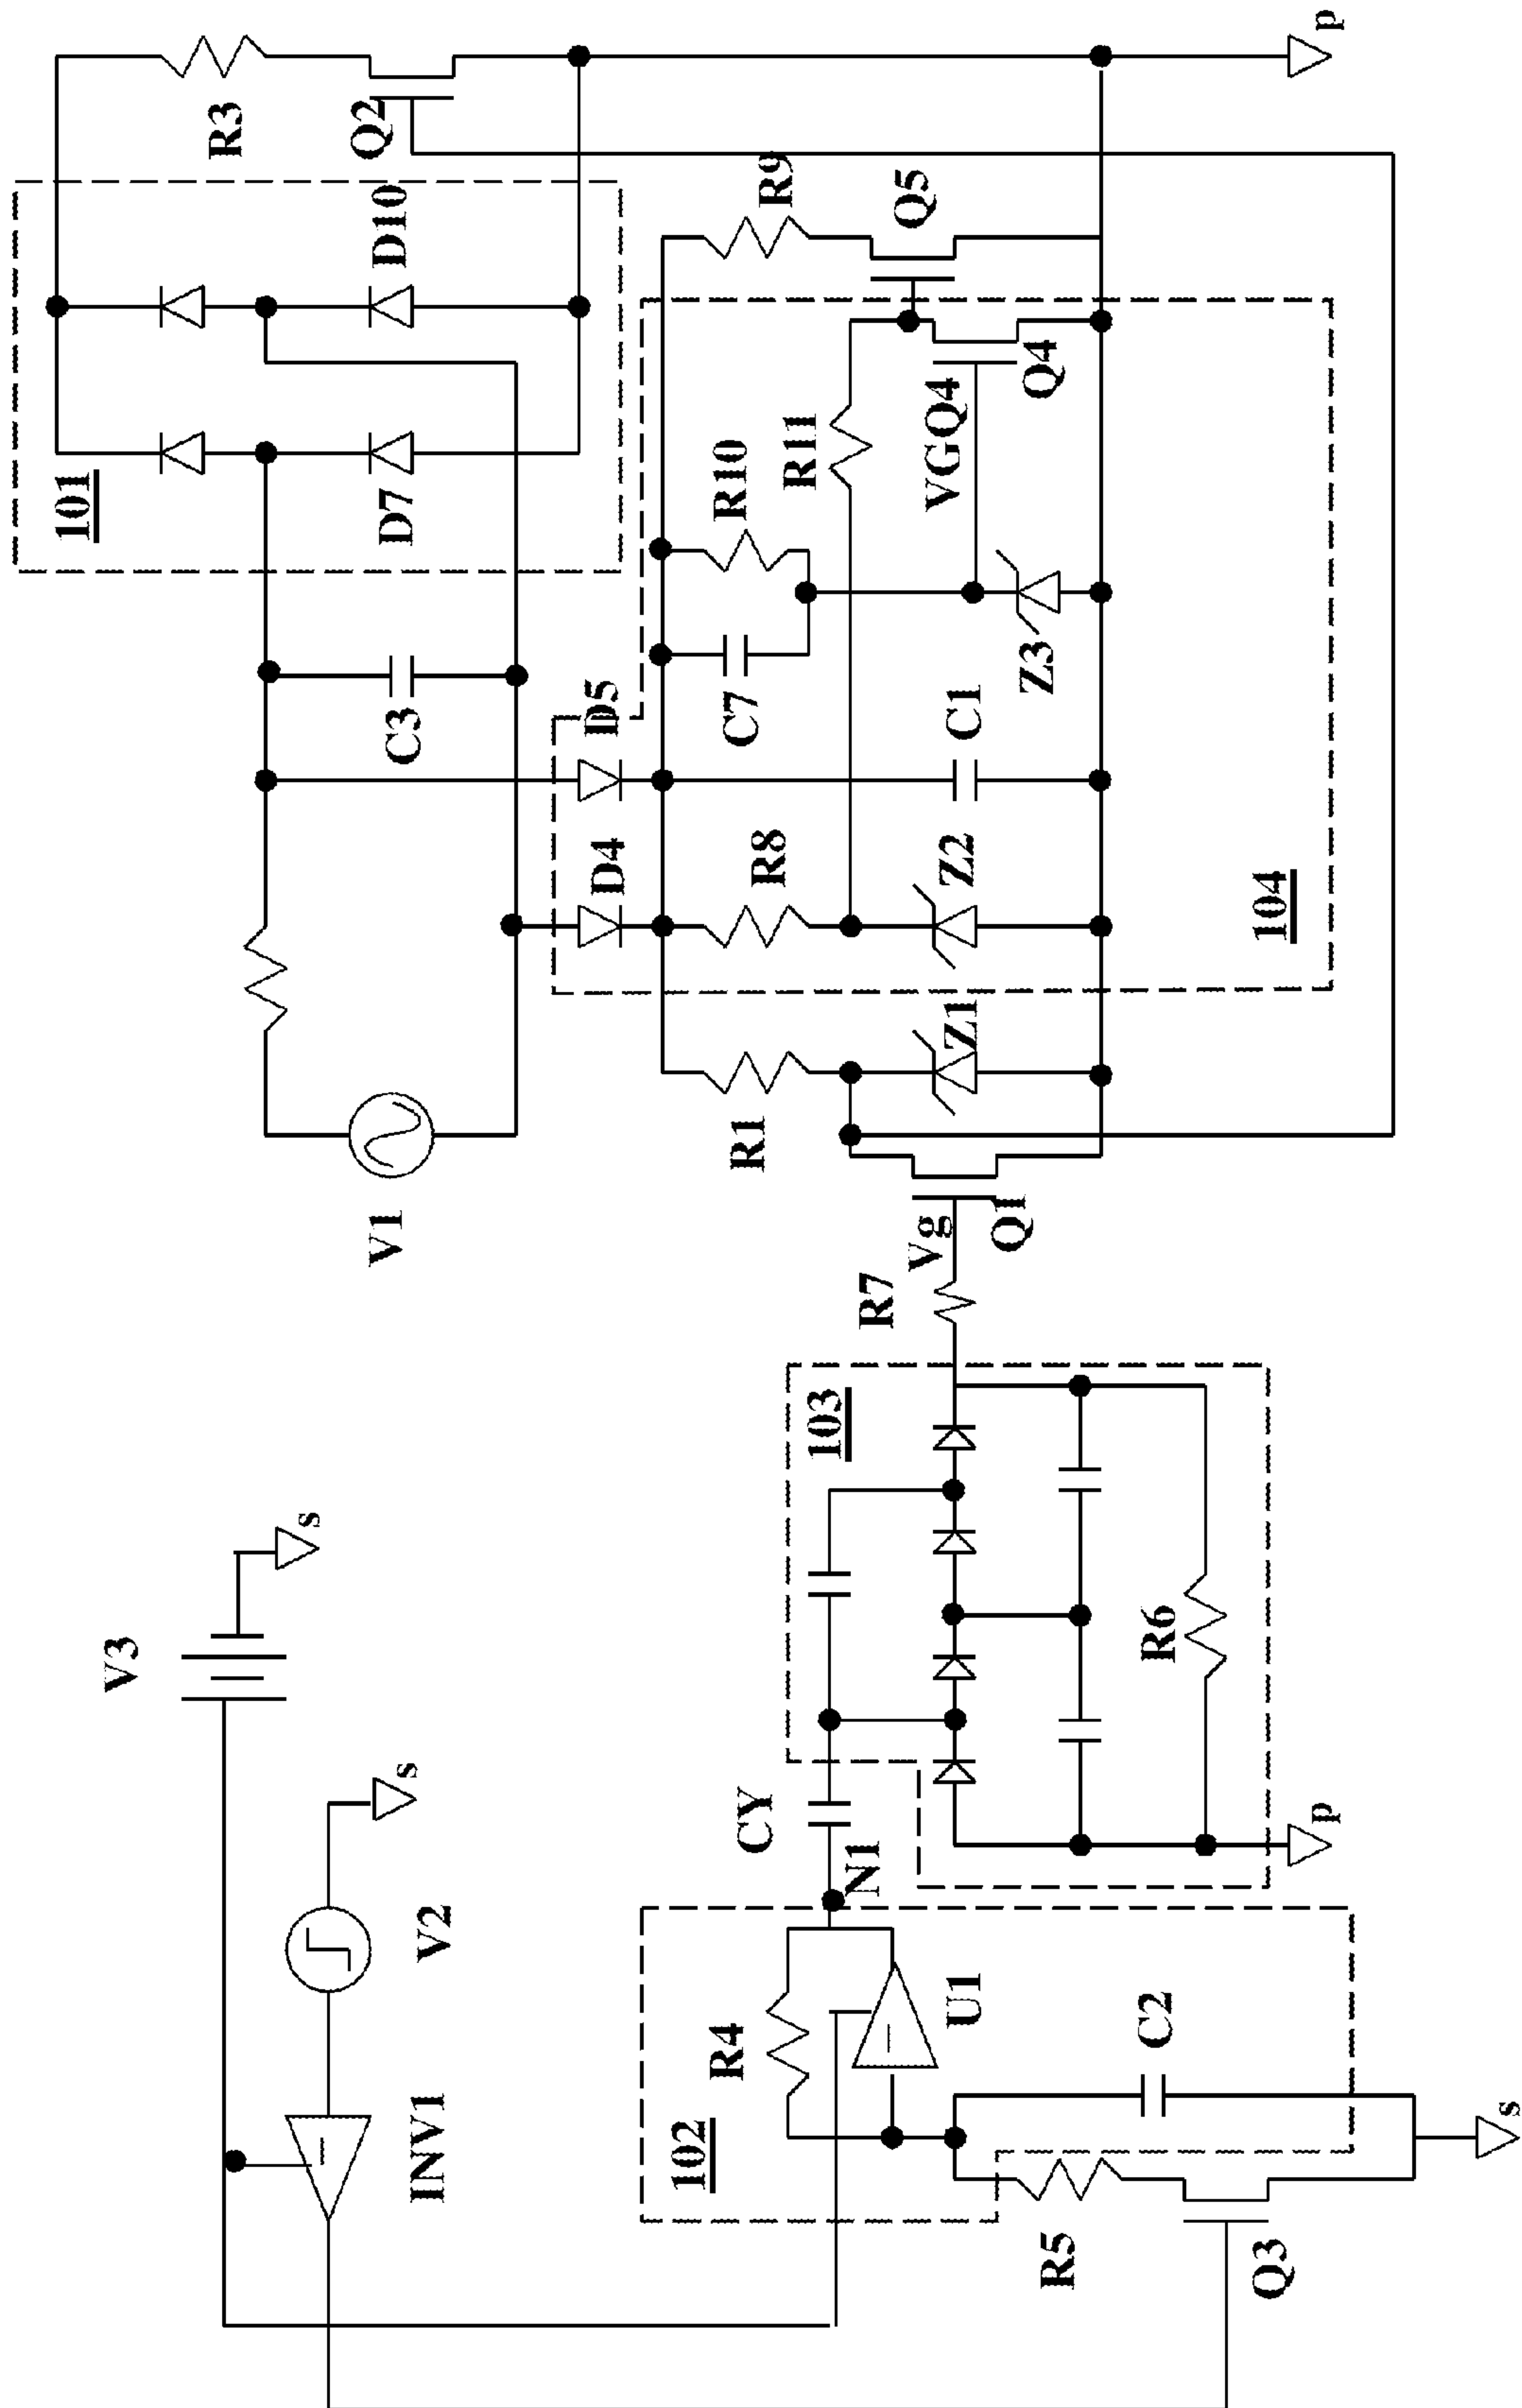 R3
Q2
p
101
D10
D7
C3
V1
D5
D4
R9
Q5
R10
R11
VGQ4
Q4
C7
Z3
R8
C1
Z2
104
R1
Z1
Vg
Q1
R7
103
R6
p
CY
N1
V3
s
V2
s
INV1
102
R4
U1
C2
R5
Q3
s